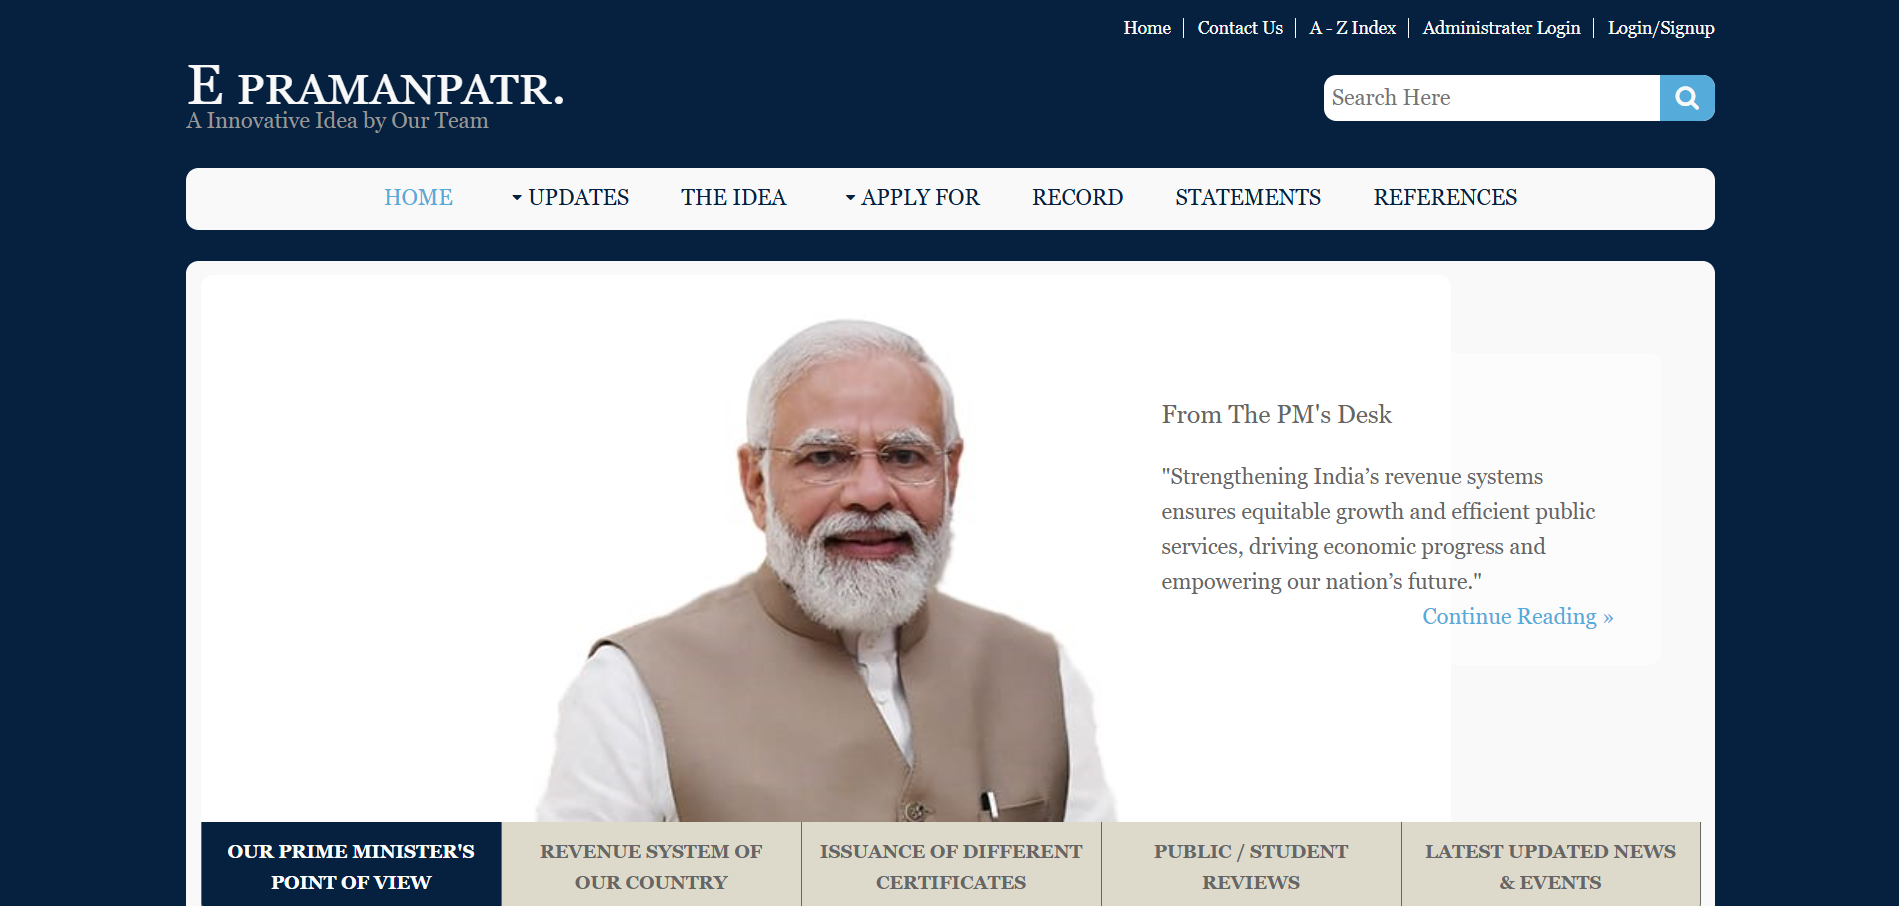 Home
Contact Us
A - Z Index
Administrater Login
Login/Signup
E PRAMANPATR.
A Innovative Idea by Our Team
Search Here
HOME
UPDATES
THE IDEA
APPLY FOR
RECORD
STATEMENTS
REFERENCES
From The PM's Desk
"Strengthening India’s revenue systems
ensures equitable growth and efficient public
services, driving economic progress and
empowering our nation’s future."
Continue Reading »
OUR PRIME MINISTER'S
POINT OF VIEW
REVENUE SYSTEM OF
OUR COUNTRY
ISSUANCE OF DIFFERENT
CERTIFICATES
PUBLIC / STUDENT
REVIEWS
LATEST UPDATED NEWS
& EVENTS